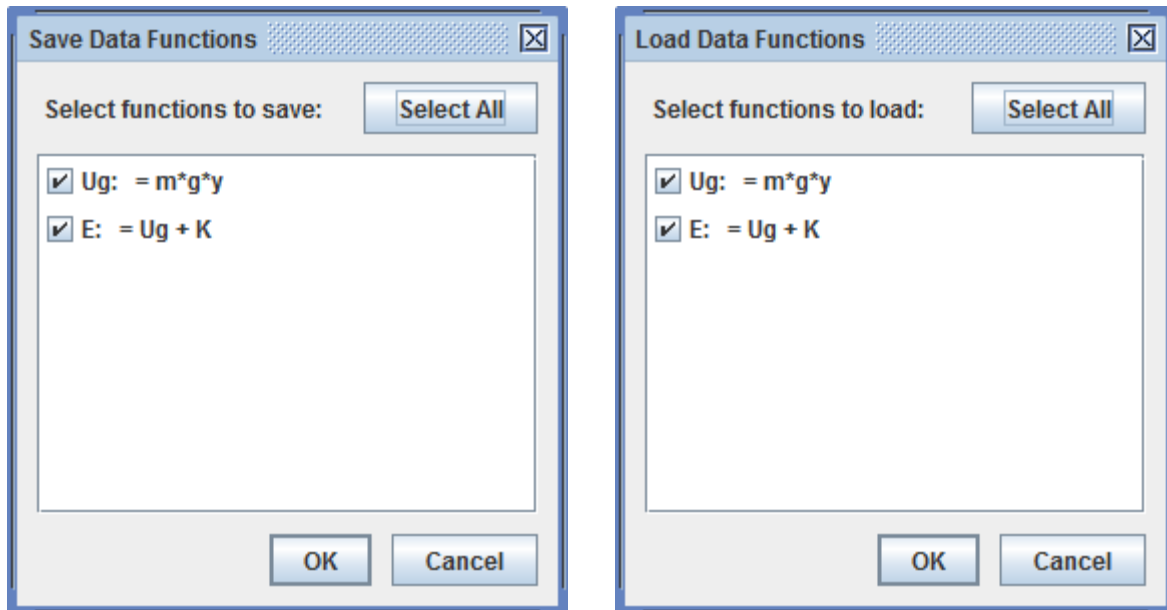 Save Data Functions
Select functions to save: Select All
Ug: = m*g*y
E: = Ug + K
OK Cancel
Load Data Functions
Select functions to load: Select All
Ug: = m*g*y
E: = Ug + K
OK Cancel